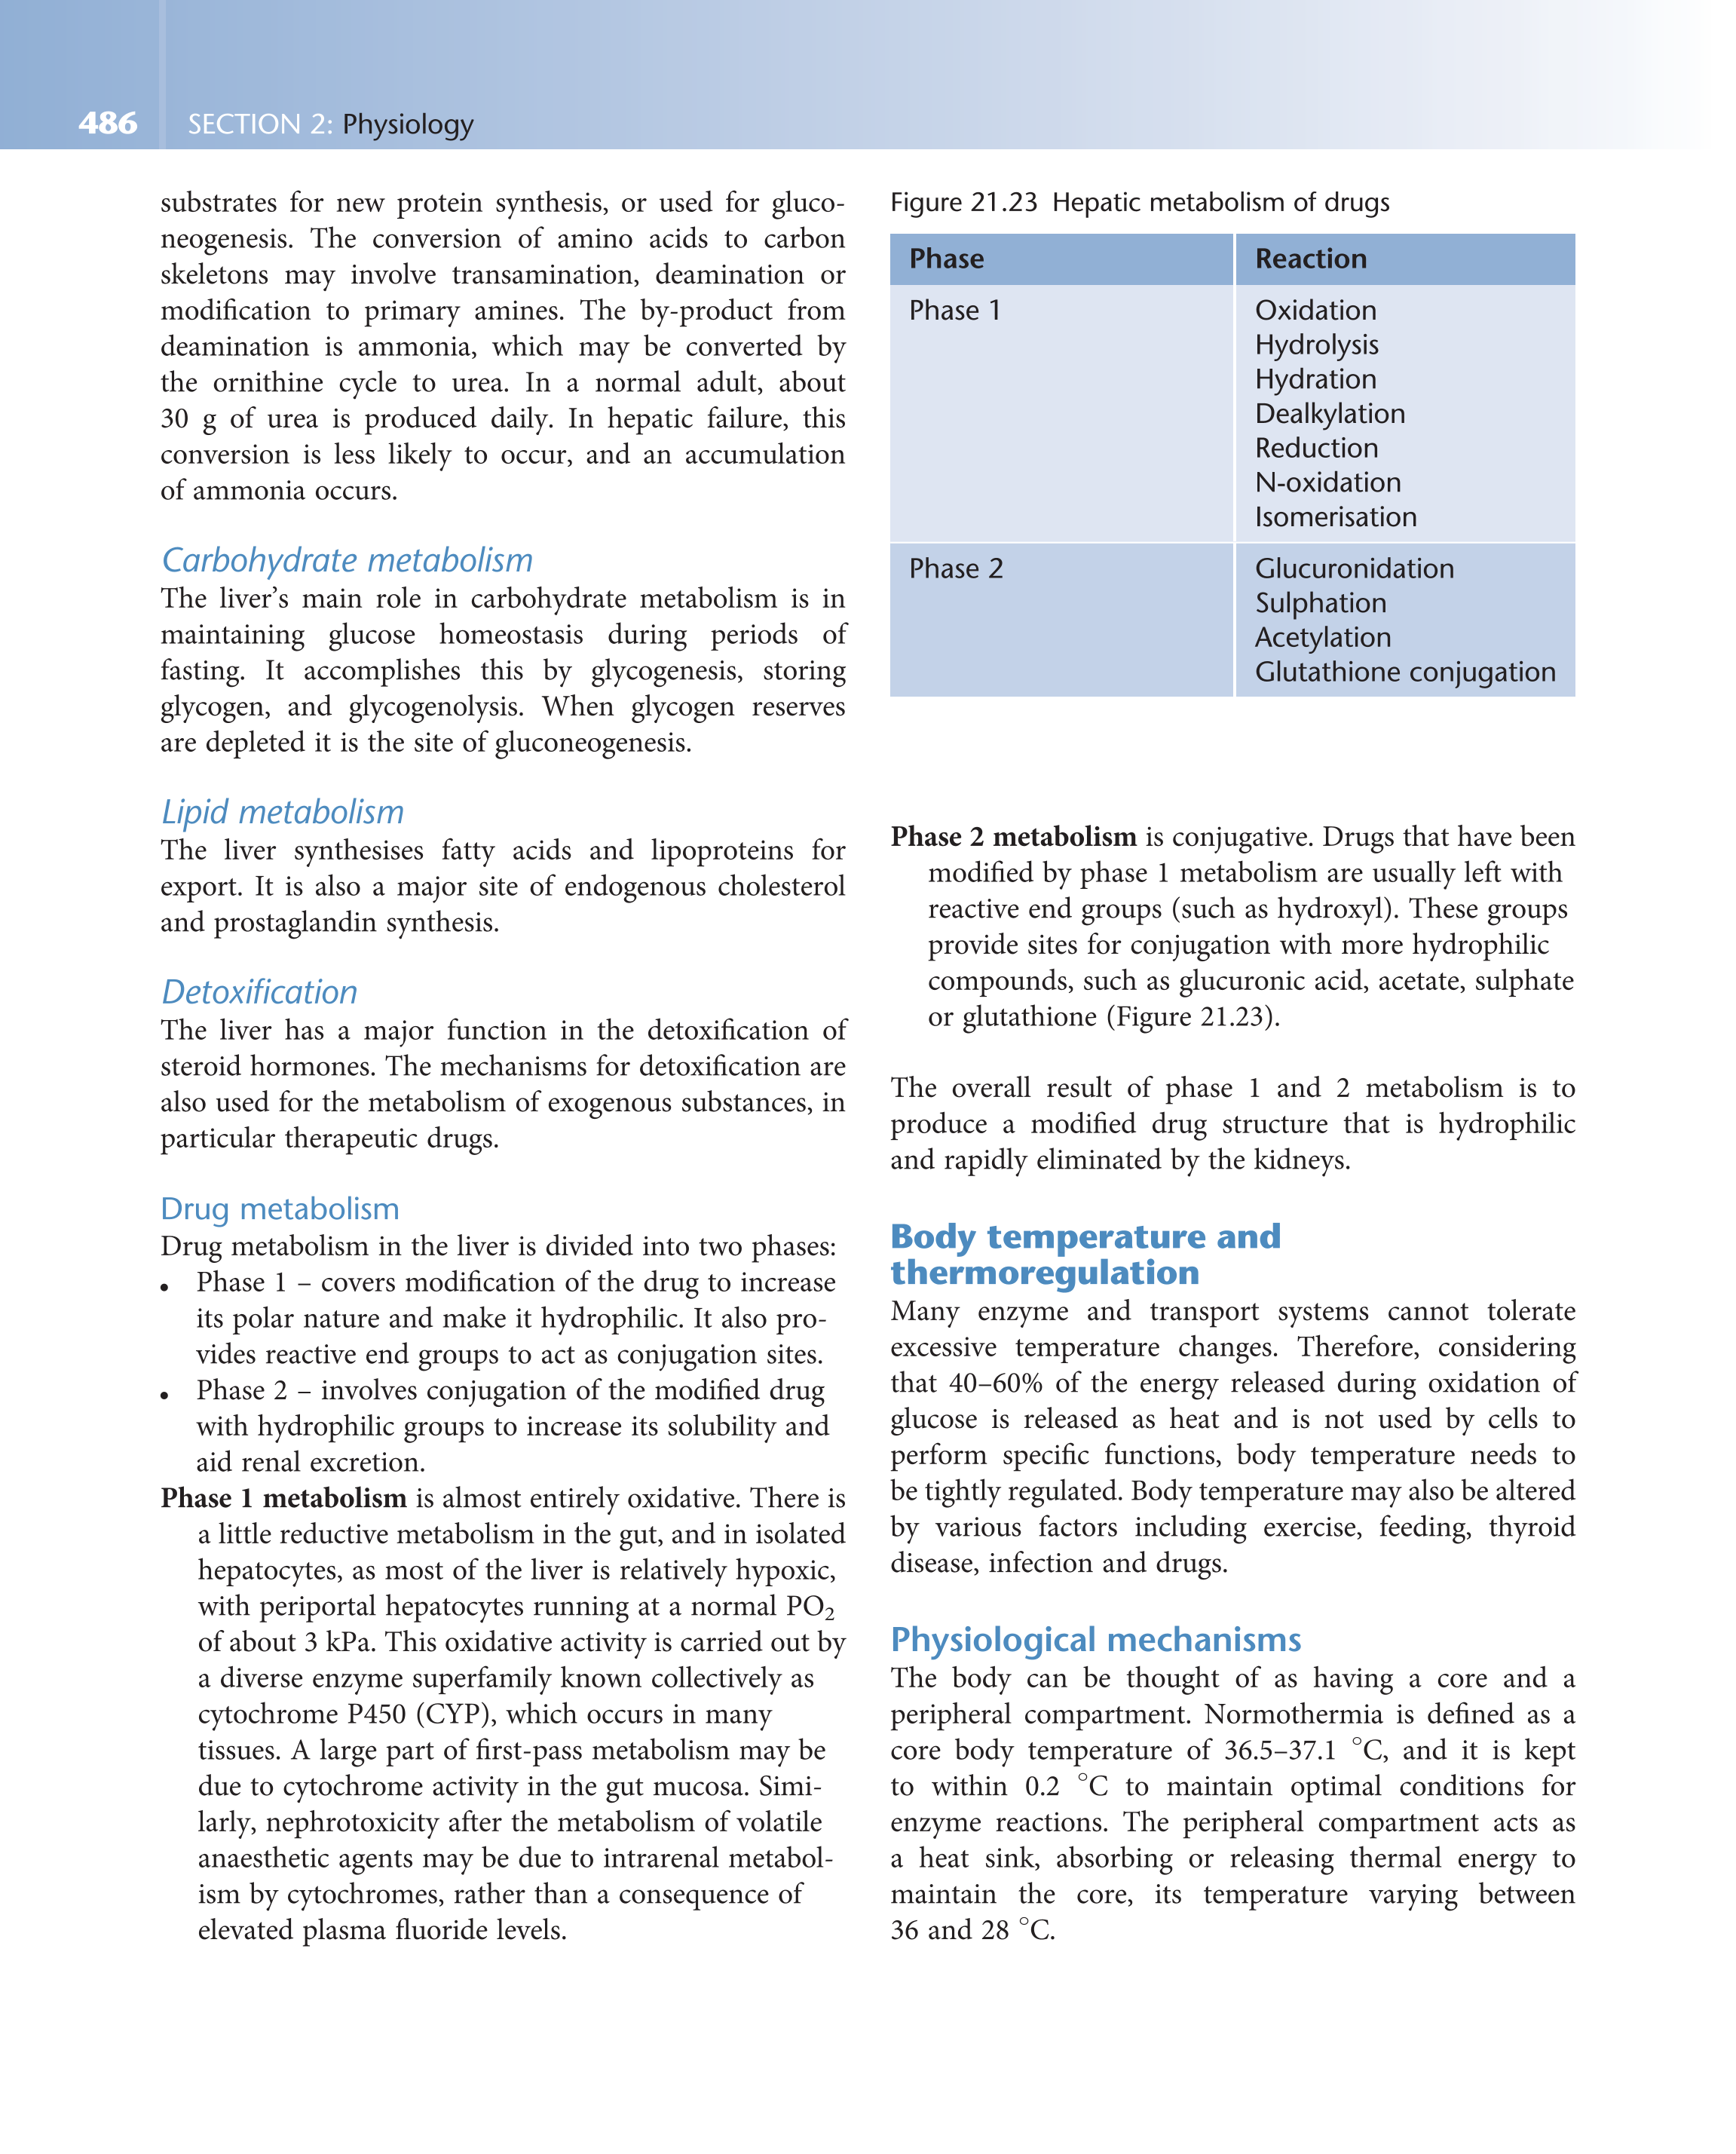 486 SECTION 2: Physiology
substrates for new protein synthesis, or used for gluco-
neogenesis. The conversion of amino acids to carbon
skeletons may involve transamination, deamination or
modification to primary amines. The by-product from
deamination is ammonia, which may be converted by
the ornithine cycle to urea. In a normal adult, about
30 g of urea is produced daily. In hepatic failure, this
conversion is less likely to occur, and an accumulation
of ammonia occurs.
Carbohydrate metabolism
The liver’s main role in carbohydrate metabolism is in
maintaining glucose homeostasis during periods of
fasting. It accomplishes this by glycogenesis, storing
glycogen, and glycogenolysis. When glycogen reserves
are depleted it is the site of gluconeogenesis.
Lipid metabolism
The liver synthesises fatty acids and lipoproteins for
export. It is also a major site of endogenous cholesterol
and prostaglandin synthesis.
Detoxification
The liver has a major function in the detoxification of
steroid hormones. The mechanisms for detoxification are
also used for the metabolism of exogenous substances, in
particular therapeutic drugs.
Drug metabolism
Drug metabolism in the liver is divided into two phases:
• Phase 1 – covers modification of the drug to increase
its polar nature and make it hydrophilic. It also pro-
vides reactive end groups to act as conjugation sites.
• Phase 2 – involves conjugation of the modified drug
with hydrophilic groups to increase its solubility and
aid renal excretion.
Phase 1 metabolism is almost entirely oxidative. There is
a little reductive metabolism in the gut, and in isolated
hepatocytes, as most of the liver is relatively hypoxic,
with periportal hepatocytes running at a normal PO₂
of about 3 kPa. This oxidative activity is carried out by
a diverse enzyme superfamily known collectively as
cytochrome P450 (CYP), which occurs in many
tissues. A large part of first-pass metabolism may be
due to cytochrome activity in the gut mucosa. Simi-
larly, nephrotoxicity after the metabolism of volatile
anaesthetic agents may be due to intrarenal metabol-
ism by cytochromes, rather than a consequence of
elevated plasma fluoride levels.
Figure 21.23 Hepatic metabolism of drugs
Phase Reaction
Phase 1 Oxidation
Hydrolysis
Hydration
Dealkylation
Reduction
N-oxidation
Isomerisation
Phase 2 Glucuronidation
Sulphation
Acetylation
Glutathione conjugation
Phase 2 metabolism is conjugative. Drugs that have been
modified by phase 1 metabolism are usually left with
reactive end groups (such as hydroxyl). These groups
provide sites for conjugation with more hydrophilic
compounds, such as glucuronic acid, acetate, sulphate
or glutathione (Figure 21.23).
The overall result of phase 1 and 2 metabolism is to
produce a modified drug structure that is hydrophilic
and rapidly eliminated by the kidneys.
Body temperature and
thermoregulation
Many enzyme and transport systems cannot tolerate
excessive temperature changes. Therefore, considering
that 40–60% of the energy released during oxidation of
glucose is released as heat and is not used by cells to
perform specific functions, body temperature needs to
be tightly regulated. Body temperature may also be altered
by various factors including exercise, feeding, thyroid
disease, infection and drugs.
Physiological mechanisms
The body can be thought of as having a core and a
peripheral compartment. Normothermia is defined as a
core body temperature of 36.5–37.1 °C, and it is kept
to within 0.2 °C to maintain optimal conditions for
enzyme reactions. The peripheral compartment acts as
a heat sink, absorbing or releasing thermal energy to
maintain the core, its temperature varying between
36 and 28 °C.